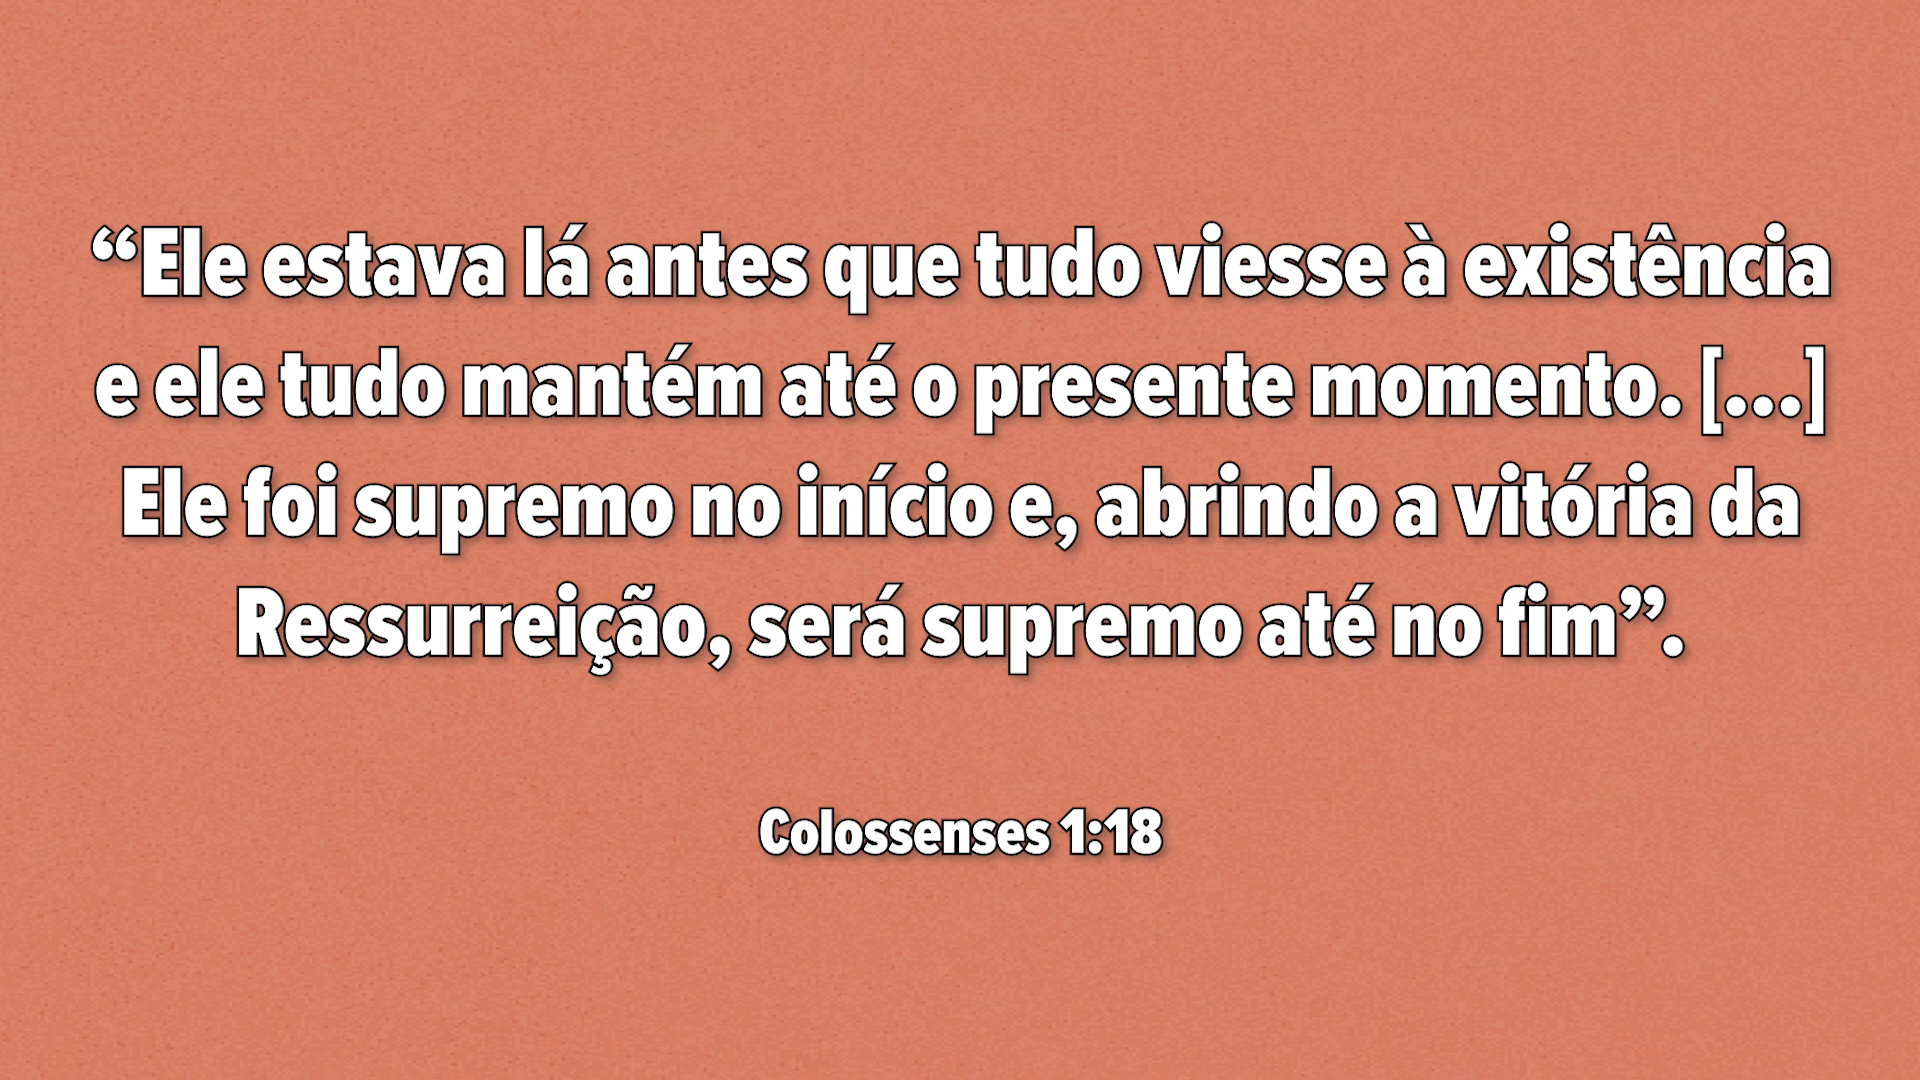 “Ele estava lá antes que tudo viesse à existência
e ele tudo mantém até o presente momento. [...]
Ele foi supremo no início e, abrindo a vitória da
Ressurreição, será supremo até no fim”.
Colossenses 1:18